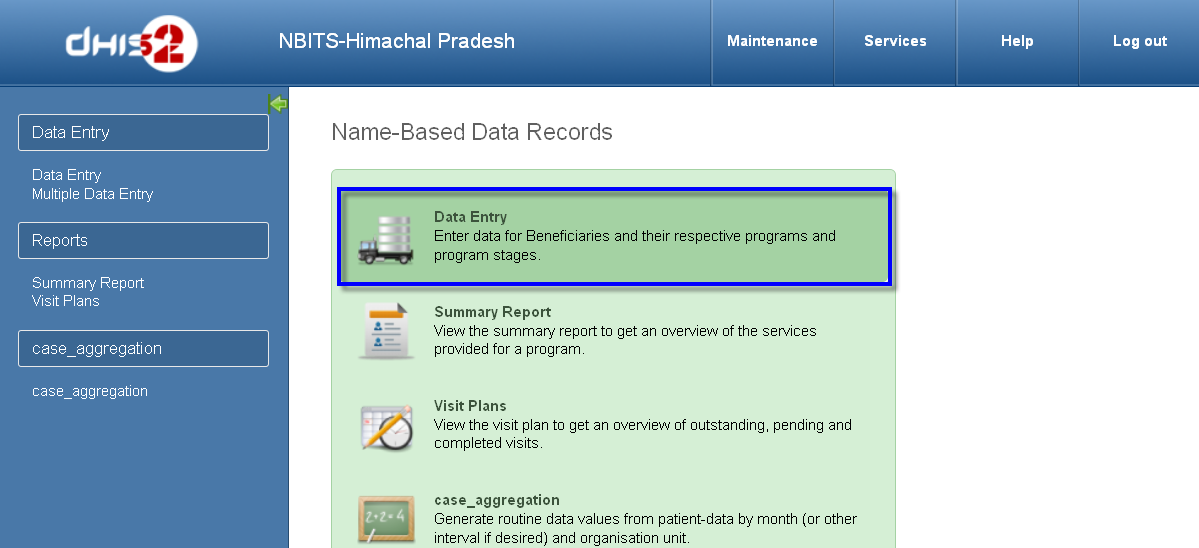 dHIS2
NBITS-Himachal Pradesh
Maintenance
Services
Help
Log out
Data Entry
Data Entry
Multiple Data Entry
Reports
Summary Report
Visit Plans
case_aggregation
case_aggregation
Name-Based Data Records
Data Entry
Enter data for Beneficiaries and their respective programs and
program stages.
Summary Report
View the summary report to get an overview of the services
provided for a program.
Visit Plans
View the visit plan to get an overview of outstanding, pending and
completed visits.
2+2=4
case_aggregation
Generate routine data values from patient-data by month (or other
interval if desired) and organisation unit.